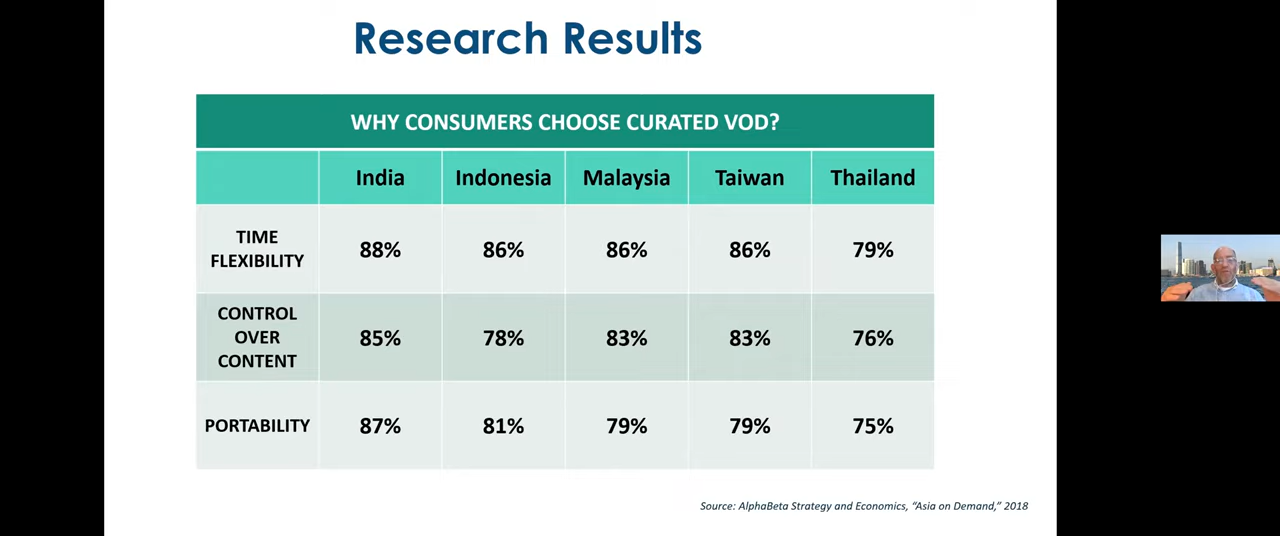 Research Results
WHY CONSUMERS CHOOSE CURATED VOD?
India Indonesia Malaysia Taiwan Thailand
TIME
FLEXIBILITY
88% 86% 86% 86% 79%
CONTROL
OVER
CONTENT
85% 78% 83% 83% 76%
PORTABILITY 87% 81% 79% 79% 75%
Source: AlphaBeta Strategy and Economics, “Asia on Demand,” 2018